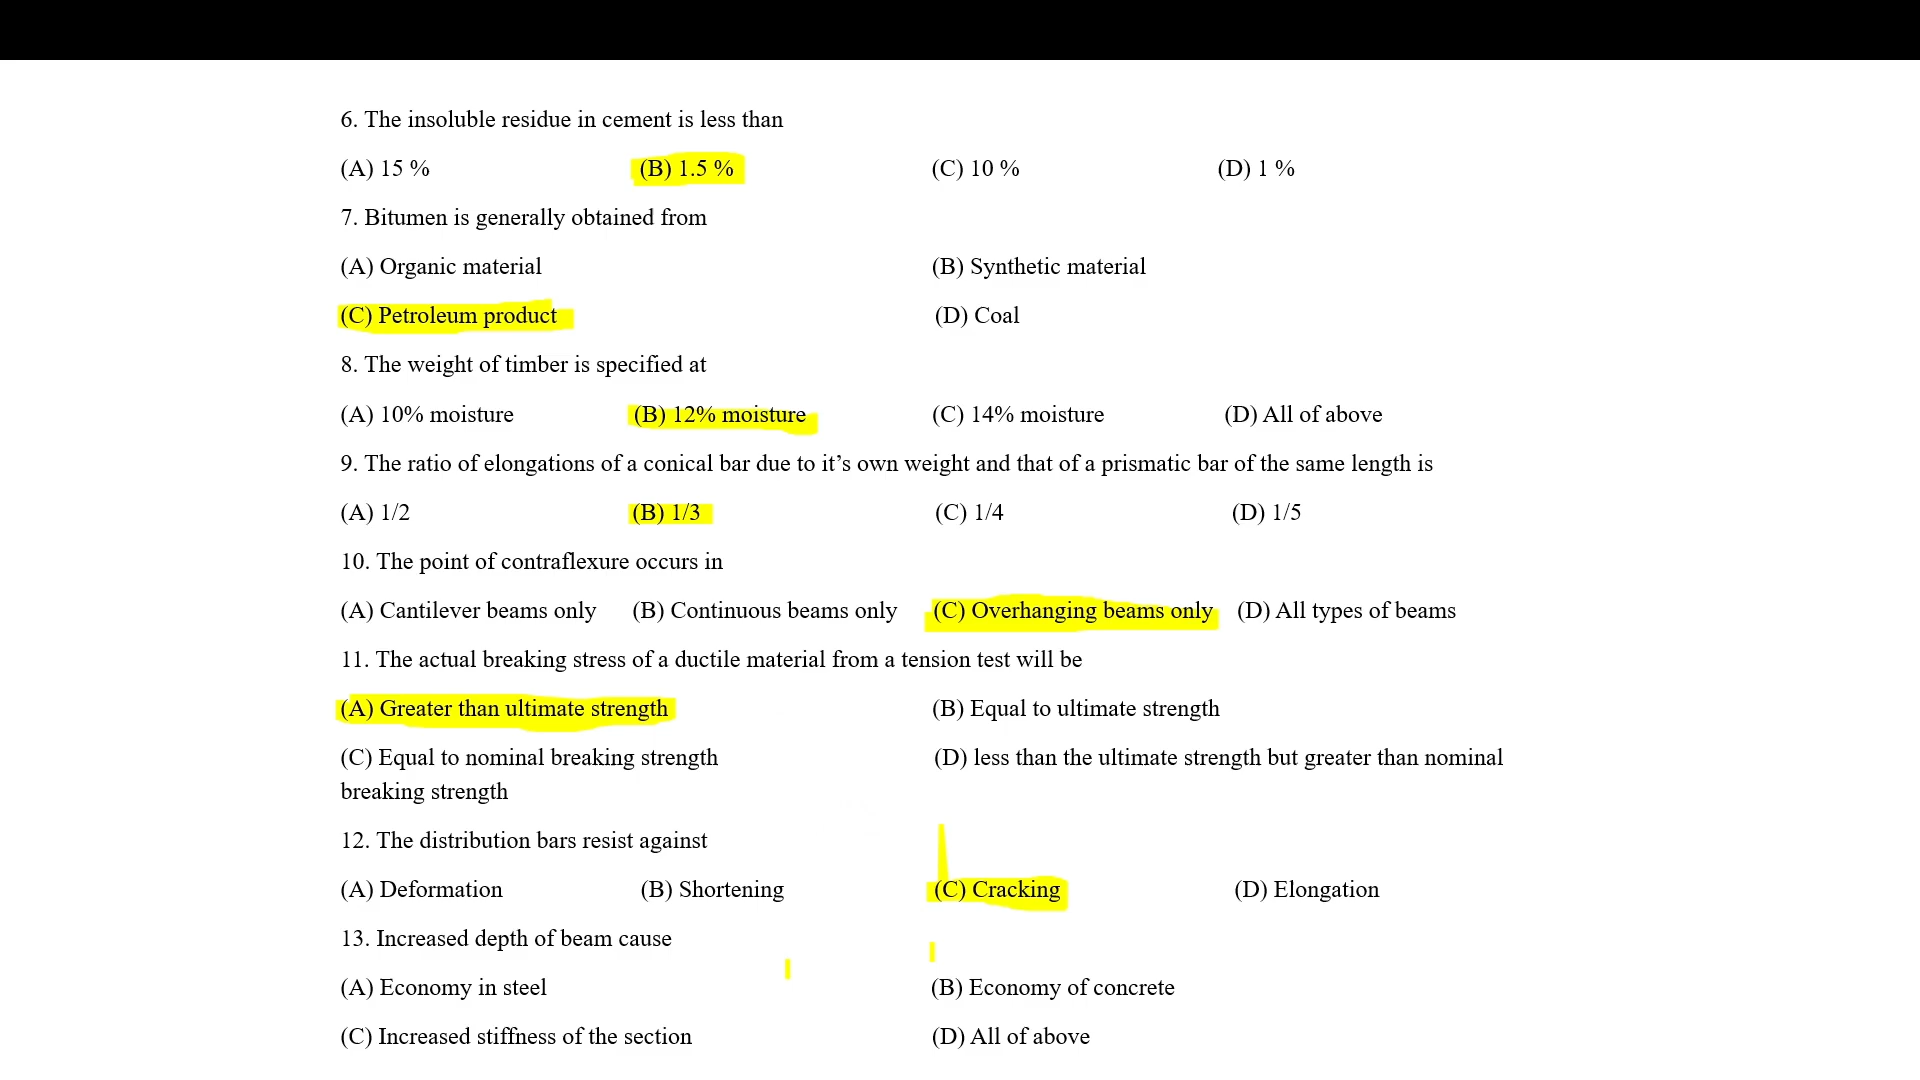 6. The insoluble residue in cement is less than
(A) 15 % (B) 1.5 % (C) 10 % (D) 1 %
7. Bitumen is generally obtained from
(A) Organic material (B) Synthetic material
(C) Petroleum product (D) Coal
8. The weight of timber is specified at
(A) 10% moisture (B) 12% moisture (C) 14% moisture (D) All of above
9. The ratio of elongations of a conical bar due to it’s own weight and that of a prismatic bar of the same length is
(A) 1/2 (B) 1/3 (C) 1/4 (D) 1/5
10. The point of contraflexure occurs in
(A) Cantilever beams only (B) Continuous beams only (C) Overhanging beams only (D) All types of beams
11. The actual breaking stress of a ductile material from a tension test will be
(A) Greater than ultimate strength (B) Equal to ultimate strength
(C) Equal to nominal breaking strength (D) less than the ultimate strength but greater than nominal
breaking strength
12. The distribution bars resist against
(A) Deformation (B) Shortening (C) Cracking (D) Elongation
13. Increased depth of beam cause
(A) Economy in steel (B) Economy of concrete
(C) Increased stiffness of the section (D) All of above